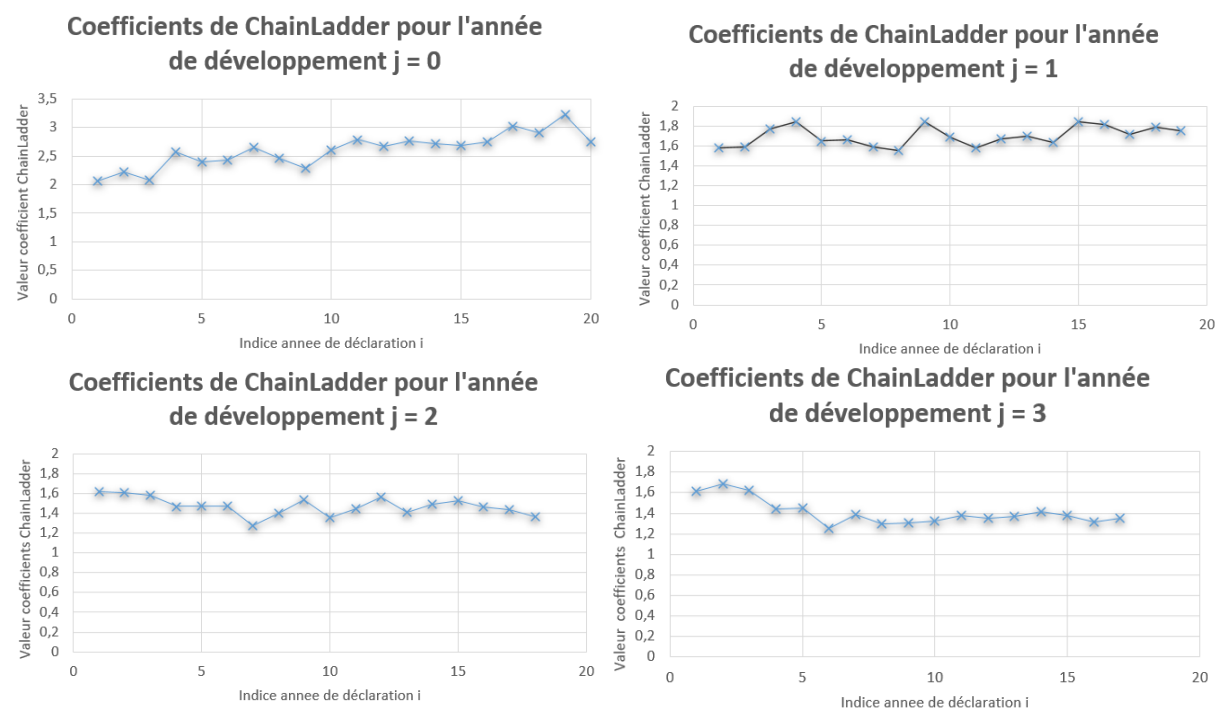 Coefficients de ChainLadder pour l'année
de développement j = 0
Valeur coefficient ChainLadder
3,5
3
2,5
2
1,5
1
0,5
0
0 5 10 15 20
Indice annee de déclaration i
Coefficients de ChainLadder pour l'année
de développement j = 1
Valeur coefficient ChainLadder
2
1,8
1,6
1,4
1,2
1
0,8
0,6
0,4
0,2
0
0 5 10 15 20
Indice annee de déclaration i
Coefficients de ChainLadder pour l'année
de développement j = 2
Valeur coefficients ChainLadder
2
1,8
1,6
1,4
1,2
1
0,8
0,6
0,4
0,2
0
0 5 10 15 20
Indice annee de déclaration i
Coefficients de ChainLadder pour l'année
de développement j = 3
Valeur coefficients ChainLadder
2
1,8
1,6
1,4
1,2
1
0,8
0,6
0,4
0,2
0
0 5 10 15 20
Indice annee de déclaration i